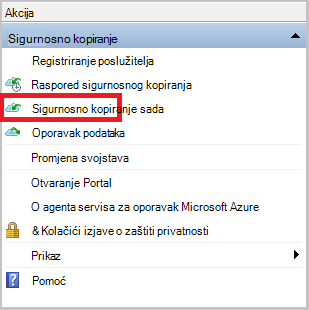 Akcija
Sigurnosno kopiranje
Registriranje poslužitelja
Raspored sigurnosnog kopiranja
Sigurnosno kopiranje sada
Oporavak podataka
Promjena svojstava
Otvaranje Portal
O agenta servisa za oporavak Microsoft Azure
& Kolačići izjave o zaštiti privatnosti
Prikaz
Pomoć